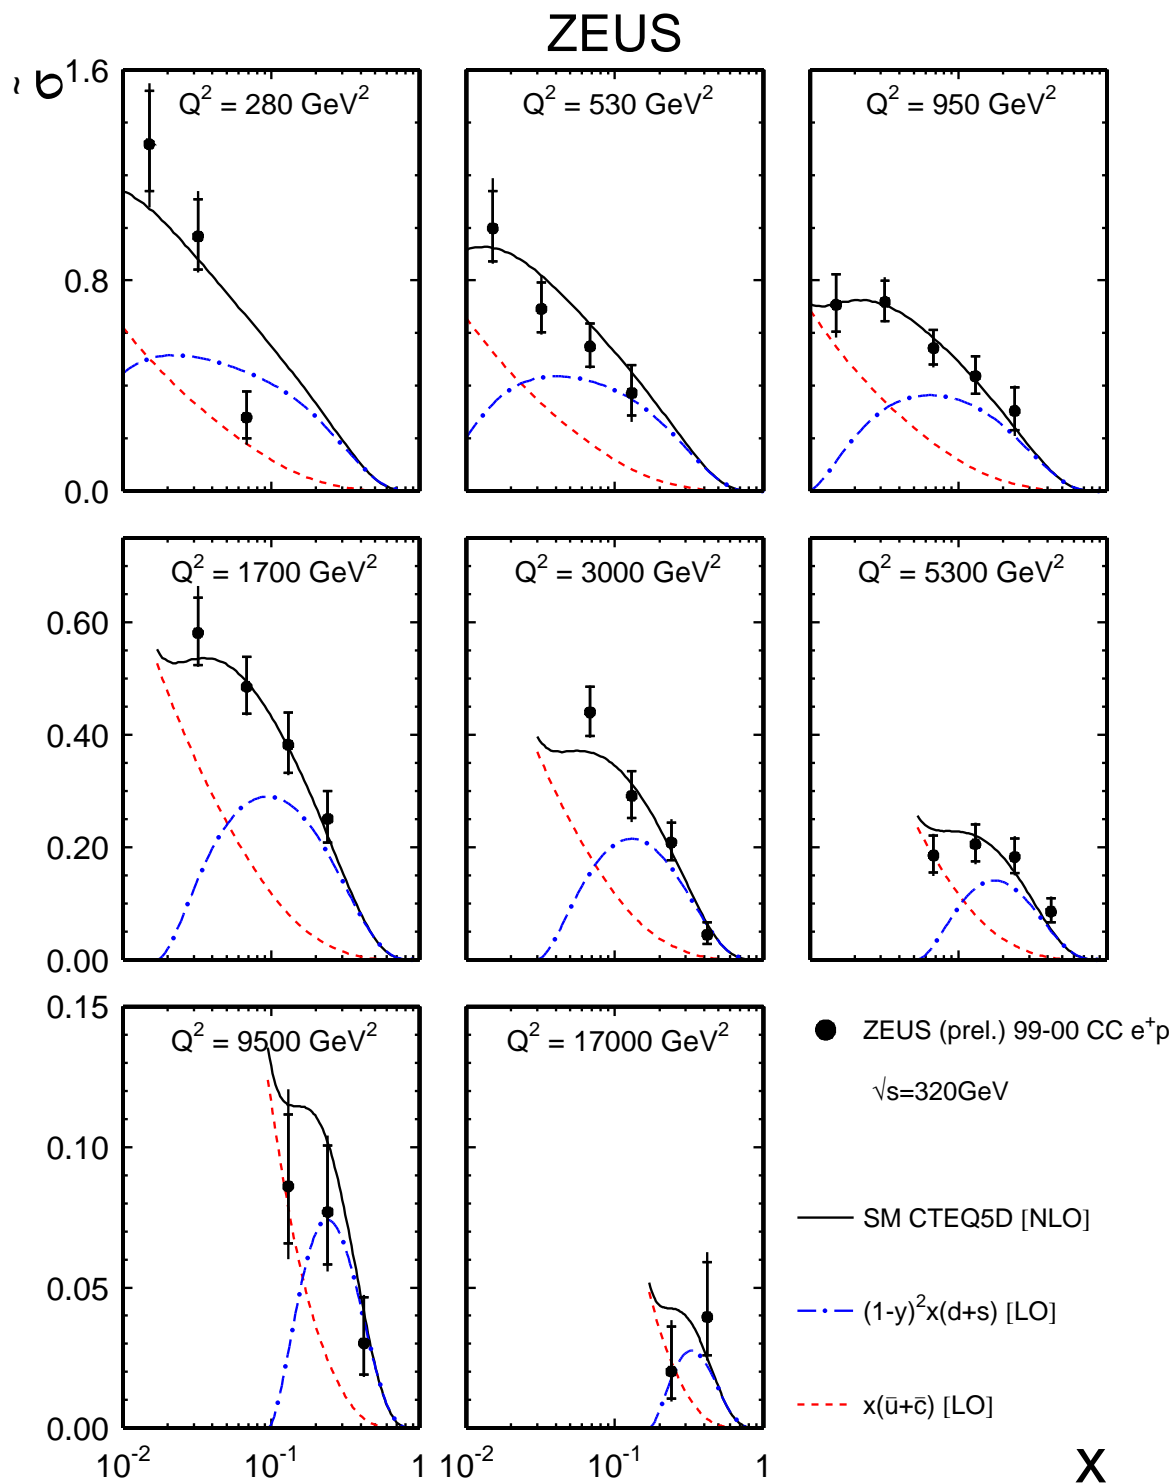 ZEUS
σ̃
1.6
0.8
0.0
Q² = 280 GeV²
Q² = 530 GeV²
Q² = 950 GeV²
0.60
0.40
0.20
0.00
Q² = 1700 GeV²
Q² = 3000 GeV²
Q² = 5300 GeV²
0.15
0.10
0.05
0.00
Q² = 9500 GeV²
Q² = 17000 GeV²
ZEUS (prel.) 99-00 CC e⁺p
√s=320GeV
SM CTEQ5D [NLO]
(1-y)²x(d+s) [LO]
x(ū+c̄) [LO]
10⁻² 10⁻¹ 10⁻² 10⁻¹ 1
x